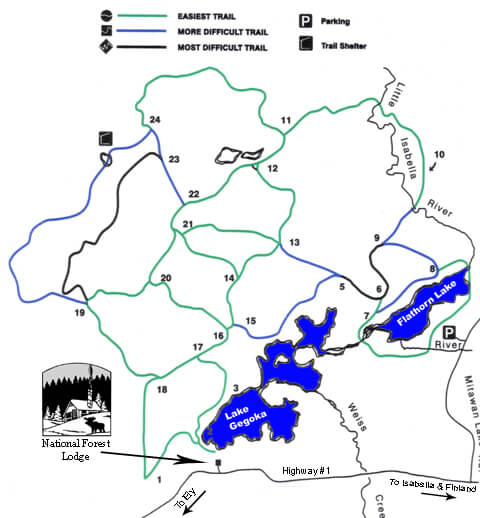 EASIEST TRAIL
MORE DIFFICULT TRAIL
MOST DIFFICULT TRAIL
P Parking
Trail Shelter
24
11
Little
Isabella
River
10
23
12
22
21
13
9
8
20
14
5
6
Flathorn Lake
19
7
15
16
P
River
17
18
3
Lake
Gegoka
Weiss
Mitawan Lake
National Forest
Lodge
1
Highway #1
To Isabella & Finland
To Ely
Creek